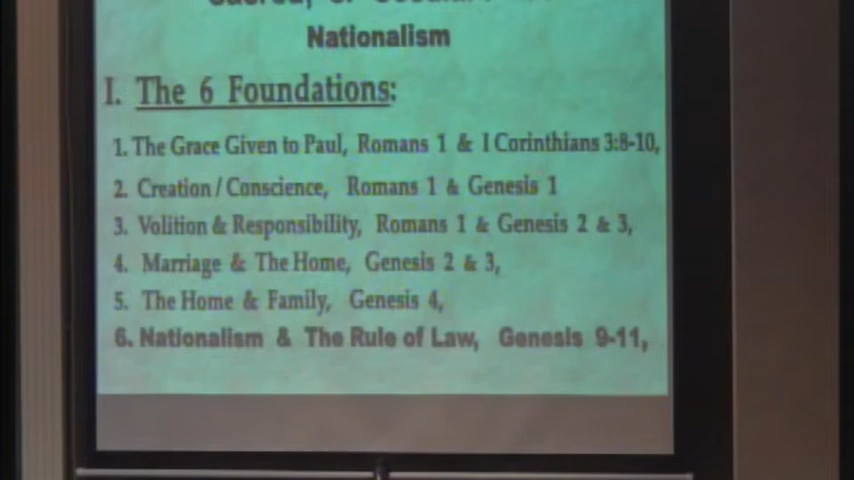 Nationalism
I. The 6 Foundations:
1. The Grace Given to Paul, Romans 1 & I Corinthians 3:8-10,
2. Creation / Conscience, Romans 1 & Genesis 1
3. Volition & Responsibility, Romans 1 & Genesis 2 & 3,
4. Marriage & The Home, Genesis 2 & 3,
5. The Home & Family, Genesis 4,
6. Nationalism & The Rule of Law, Genesis 9-11,